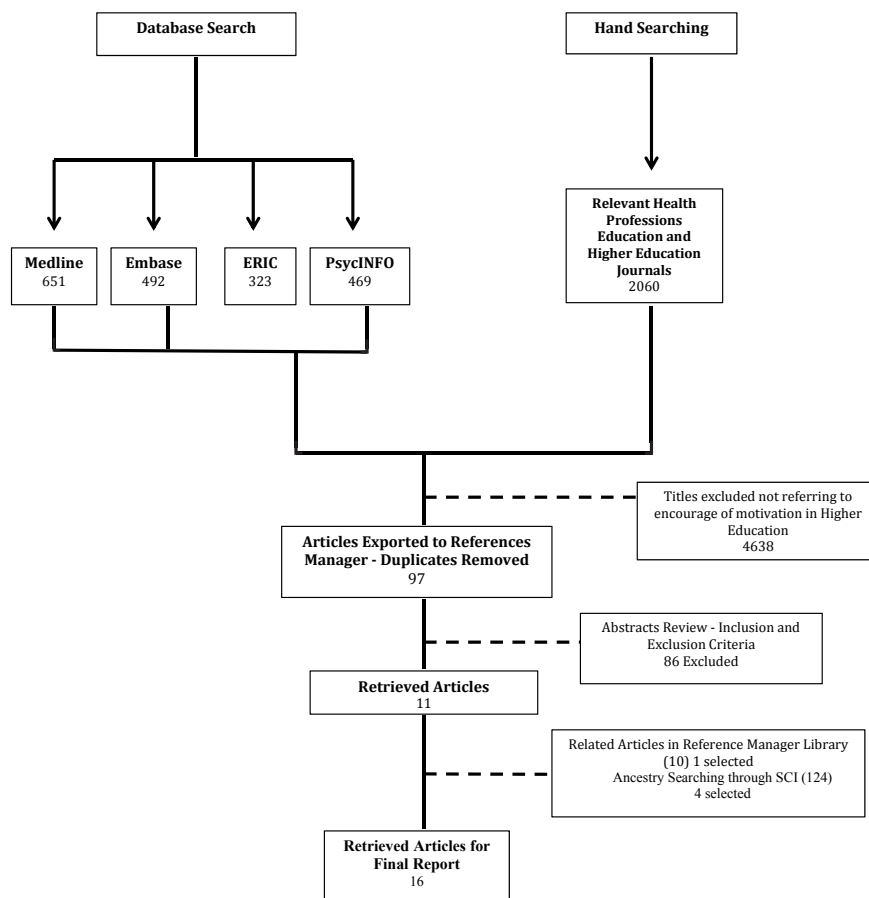 Database Search
Hand Searching
Medline
651
Embase
492
ERIC
323
PsycINFO
469
Relevant Health
Professions
Education and
Higher Education
Journals
2060
Titles excluded not referring to
encourage of motivation in Higher
Education
4638
Articles Exported to References
Manager - Duplicates Removed
97
Abstracts Review - Inclusion and
Exclusion Criteria
86 Excluded
Retrieved Articles
11
Related Articles in Reference Manager Library
(10) 1 selected
Ancestry Searching through SCI (124)
4 selected
Retrieved Articles for
Final Report
16